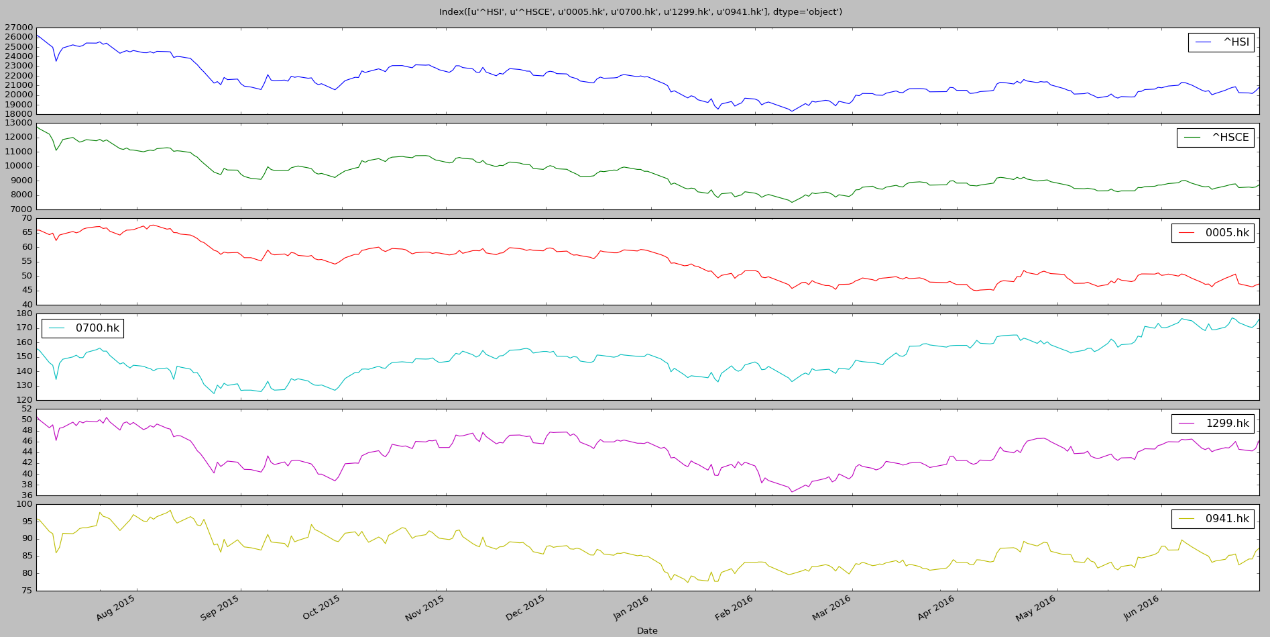 Index([u'^HSI', u'^HSCE', u'0005.hk', u'0700.hk', u'1299.hk', u'0941.hk'], dtype='object')
27000
26000
25000
24000
23000
22000
21000
20000
19000
18000
^HSI
13000
12000
11000
10000
9000
8000
7000
^HSCE
70
65
60
55
50
45
40
0005.hk
180
170
160
150
140
130
120
0700.hk
52
50
48
46
44
42
40
38
36
1299.hk
100
95
90
85
80
75
0941.hk
Aug 2015
Sep 2015
Oct 2015
Nov 2015
Dec 2015
Jan 2016
Feb 2016
Mar 2016
Apr 2016
May 2016
Jun 2016
Date